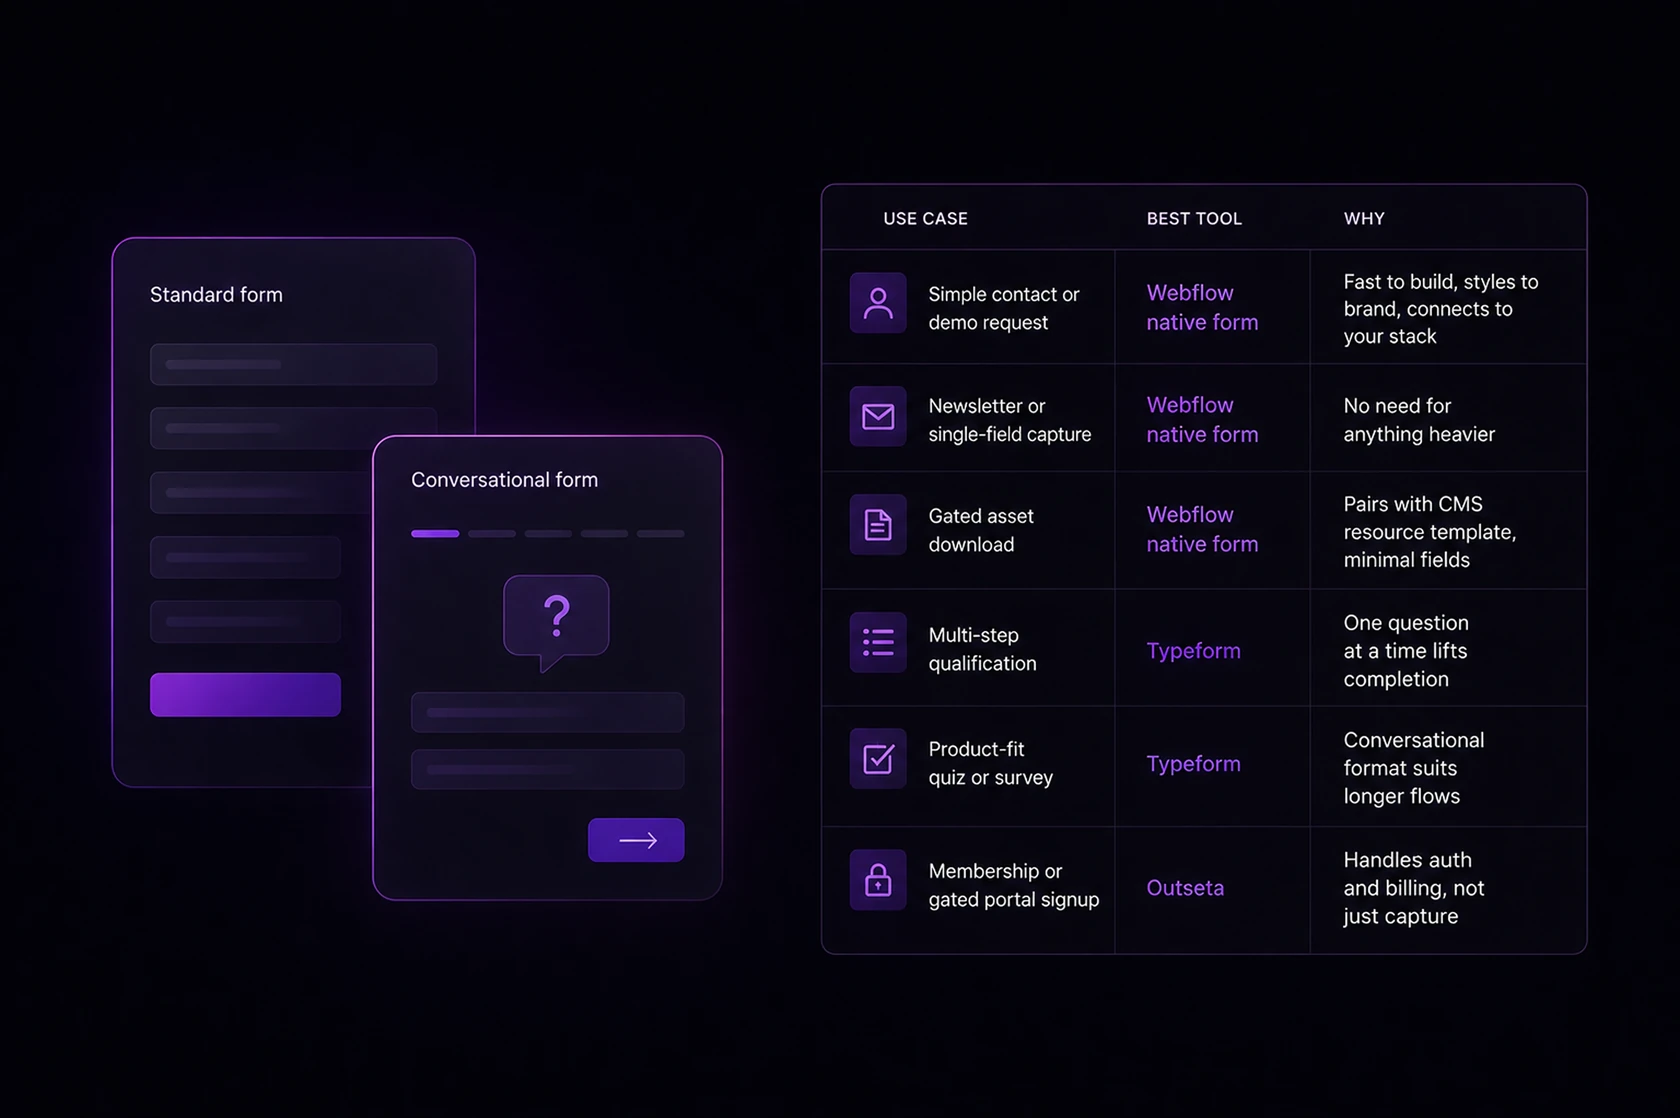 Standard form
Conversational form
?
USE CASE
BEST TOOL
WHY
Simple contact or
demo request
Webflow
native form
Fast to build, styles to
brand, connects to
your stack
Newsletter or
single-field capture
Webflow
native form
No need for
anything heavier
Gated asset
download
Webflow
native form
Pairs with CMS
resource template,
minimal fields
Multi-step
qualification
Typeform
One question
at a time lifts
completion
Product-fit
quiz or survey
Typeform
Conversational
format suits
longer flows
Membership or
gated portal signup
Outseta
Handles auth
and billing, not
just capture